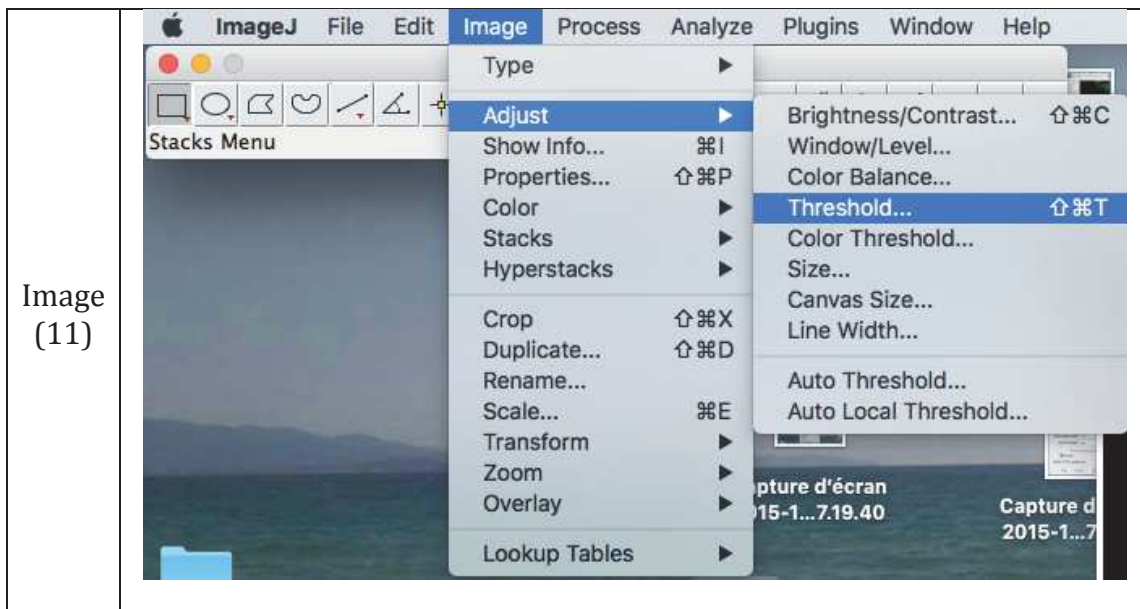 Image
(11)
ImageJ File Edit Image Process Analyze Plugins Window Help
Stacks Menu
Type
Adjust
Show Info... ⌘I
Properties... ⇧⌘P
Color
Stacks
Hyperstacks
Crop ⇧⌘X
Duplicate... ⇧⌘D
Rename...
Scale... ⌘E
Transform
Zoom
Overlay
Lookup Tables
Brightness/Contrast... ⇧⌘C
Window/Level...
Color Balance...
Threshold... ⇧⌘T
Color Threshold...
Size...
Canvas Size...
Line Width...
Auto Threshold...
Auto Local Threshold...
pture d'écran
15-1...7.19.40
Capture d
2015-1...7